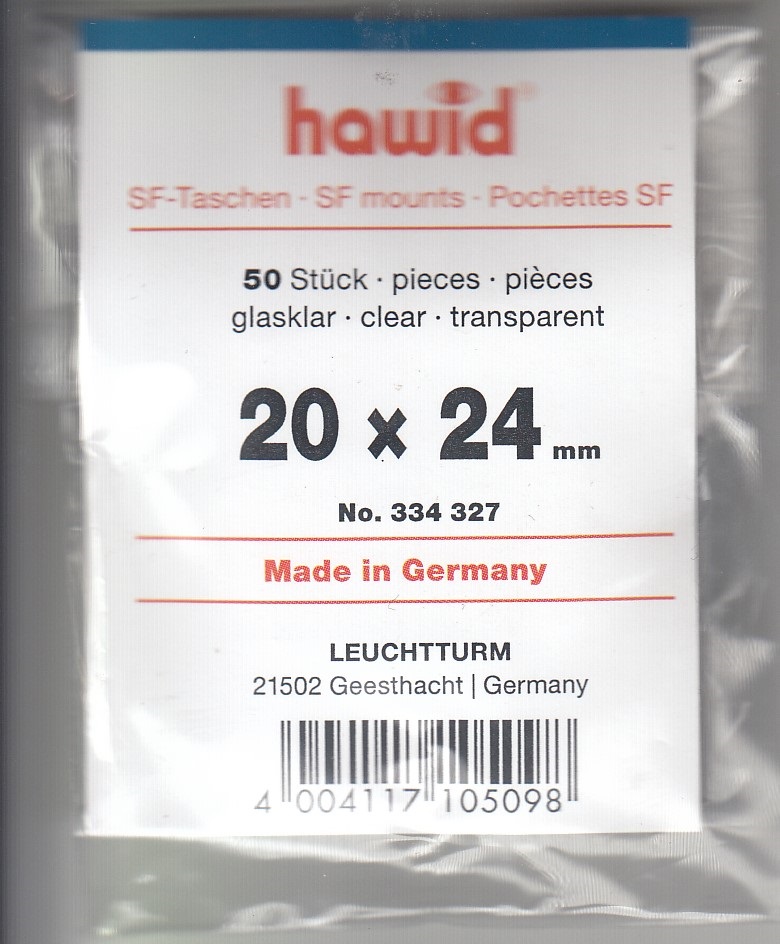 hawid
SF-Taschen · SF mounts · Pochettes SF
50 Stück · pieces · pièces
glasklar · clear · transparent
20 x 24 mm
No. 334 327
Made in Germany
LEUCHTTURM
21502 Geesthacht | Germany
4 004117 105098